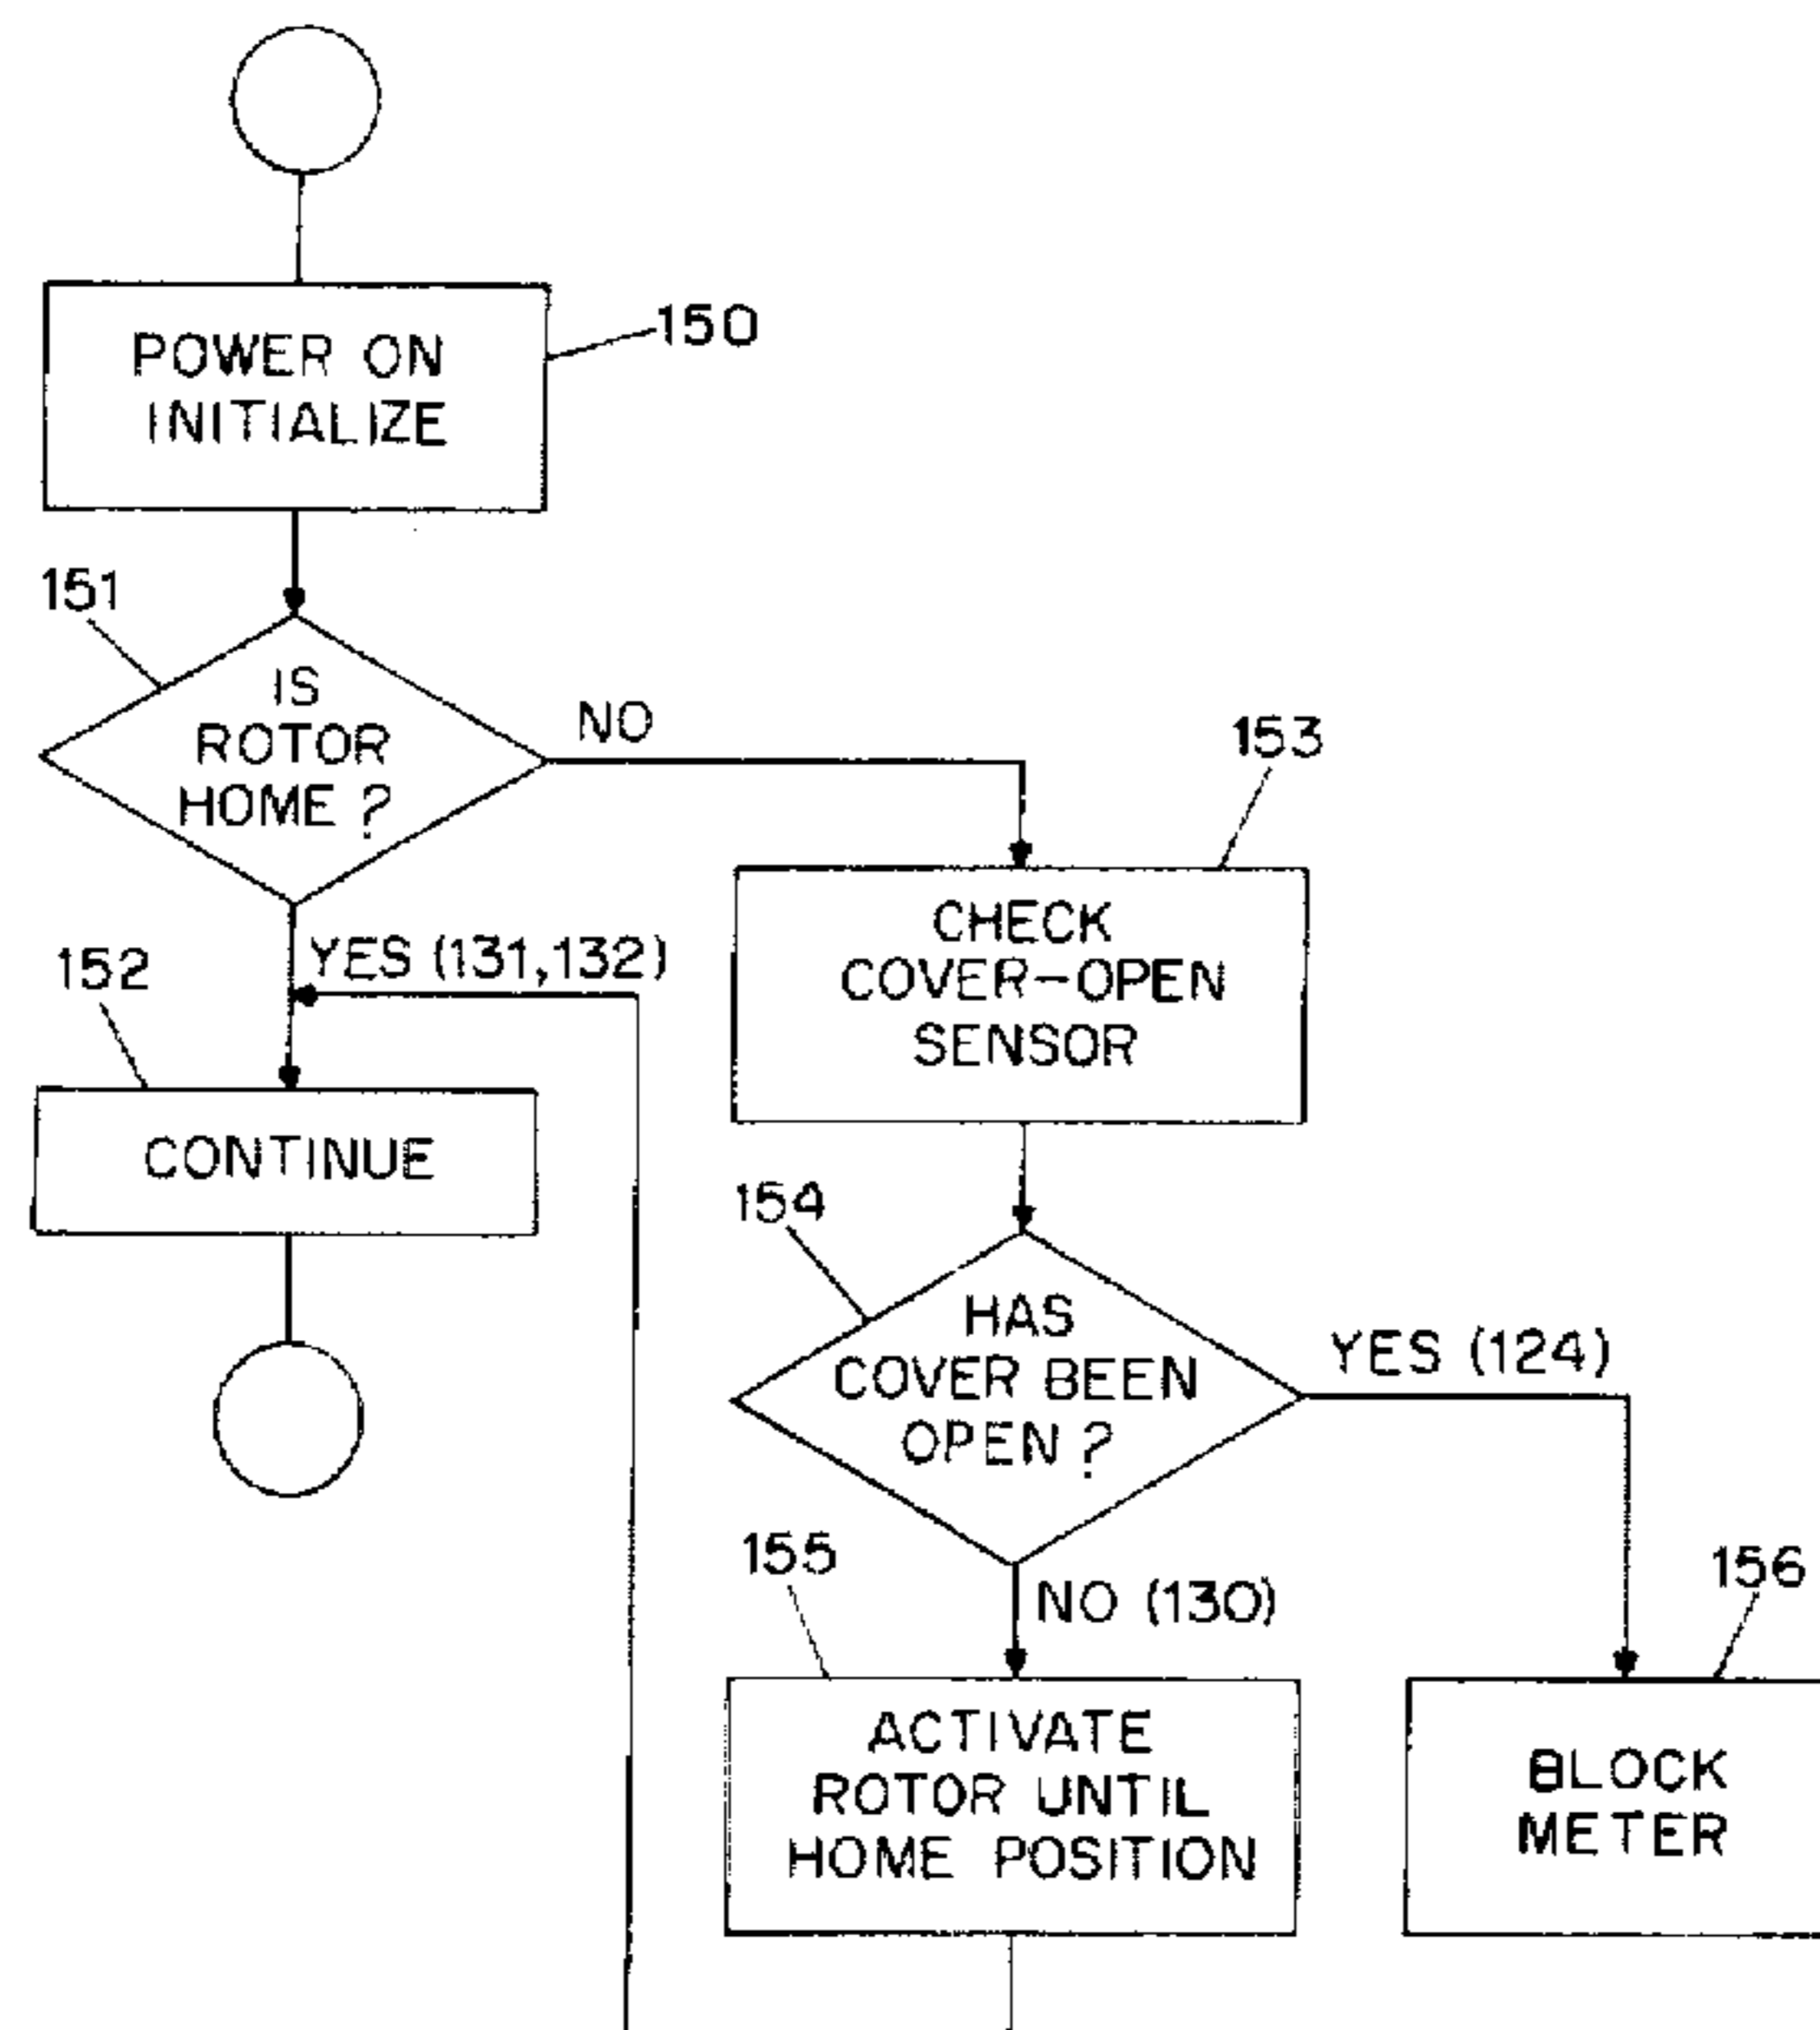 150
POWER ON
INITIALIZE
151
IS
ROTOR
HOME ?
NO
153
YES (131,132)
152
CONTINUE
CHECK
COVER-OPEN
SENSOR
154
HAS
COVER BEEN
OPEN ?
YES (124)
155
NO (130)
156
ACTIVATE
ROTOR UNTIL
HOME POSITION
BLOCK
METER